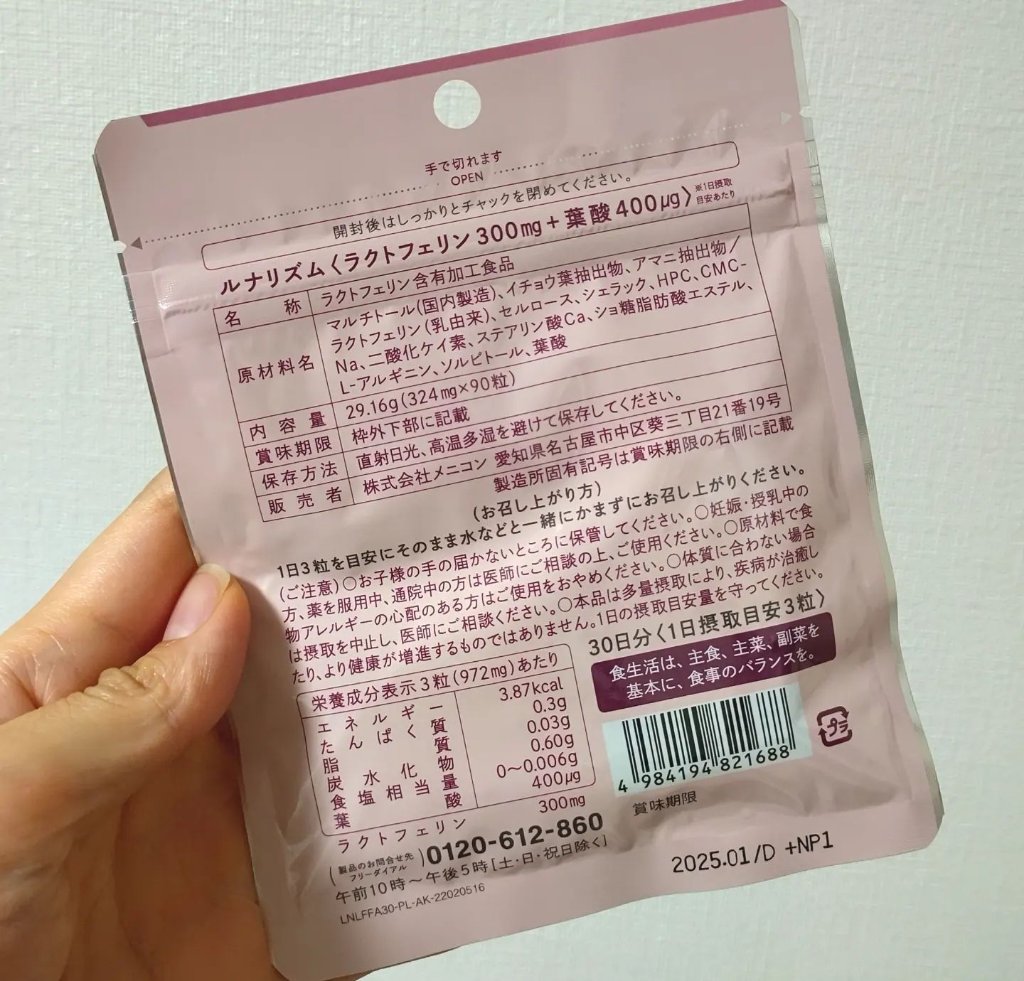 手で切れます
OPEN
開封後はしっかりとチャックを閉めてください。
ルナリズム〈ラクトフェリン300mg+葉酸400μg〉※1日摂取目安あたり
名称 ラクトフェリン含有加工食品
原材料名 マルチトール(国内製造)、イチョウ葉抽出物、アマニ抽出物/
ラクトフェリン(乳由来)、セルロース、シェラック、HPC、CMC-
Na、二酸化ケイ素、ステアリン酸Ca、ショ糖脂肪酸エステル、
L-アルギニン、ソルビトール、葉酸
内容量 29.16g(324mg×90粒)
賞味期限 枠外下部に記載
保存方法 直射日光、高温多湿を避けて保存してください。
販売者 株式会社メニコン 愛知県名古屋市中区葵三丁目21番19号
製造所固有記号は賞味期限の右側に記載
(お召し上がり方)
1日3粒を目安にそのまま水などと一緒にかまずにお召し上がりください。
(ご注意)○お子様の手の届かないところに保管してください。○妊娠・授乳中の
方、薬を服用中、通院中の方は医師にご相談の上、ご使用ください。○原材料で食
物アレルギーの心配のある方はご使用をおやめください。○体質に合わない場合
は摂取を中止し、医師にご相談ください。○本品は多量摂取により、疾病が治癒し
たり、より健康が増進するものではありません。1日の摂取目安量を守ってください。
30日分〈1日摂取目安3粒〉
食生活は、主食、主菜、副菜を
基本に、食事のバランスを。
栄養成分表示3粒(972mg)あたり
エネルギー 3.87kcal
たんぱく質 0.3g
脂質 0.03g
炭水化物 0.60g
食塩相当量 0〜0.006g
葉酸 400μg
ラクトフェリン 300mg
プラ
4 984194 821688
賞味期限
2025.01/D +NP1
(製品のお問合せ先 フリーダイアル)0120-612-860
午前10時〜午後5時[土・日・祝日除く]
LNLFFA30-PL-AK-22020516